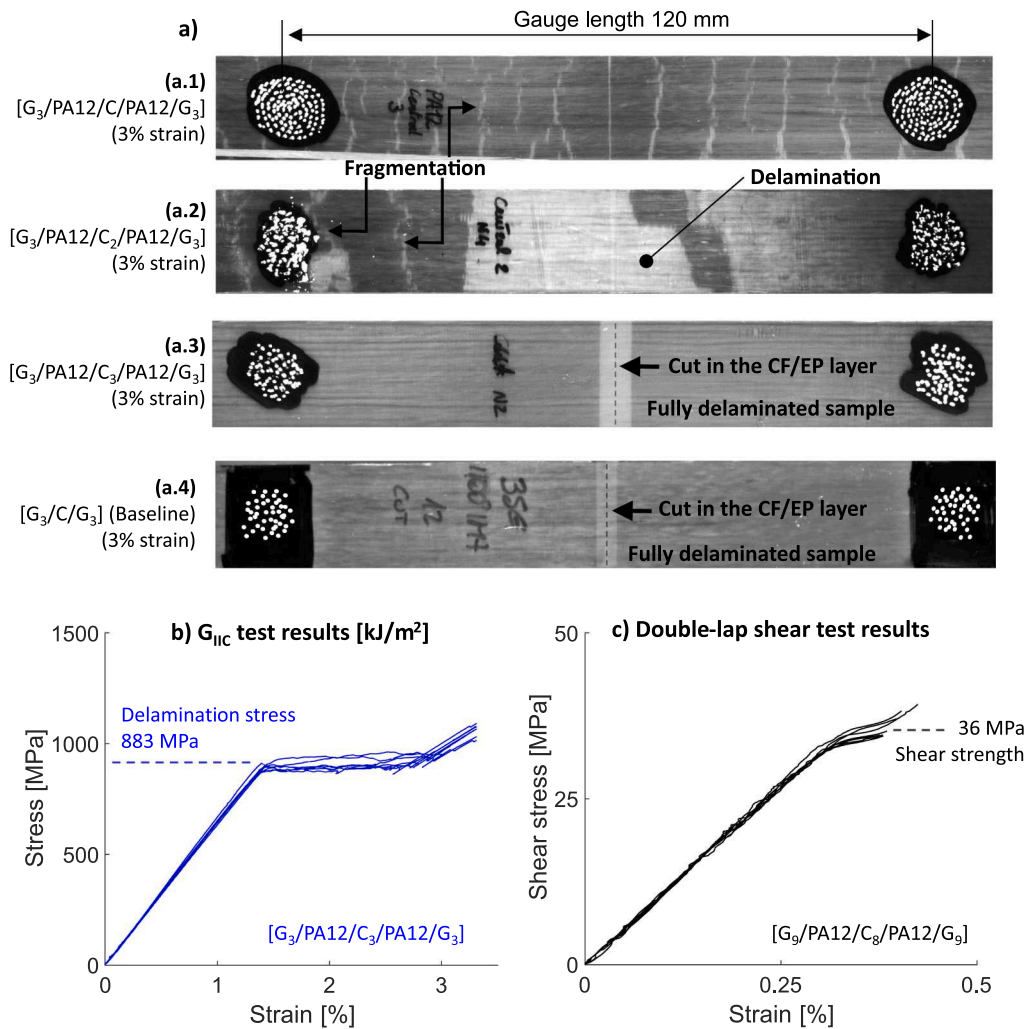 a)
Gauge length 120 mm
(a.1)
[G₃/PA12/C/PA12/G₃]
(3% strain)
PA12
Control
3
Fragmentation
Delamination
(a.2)
[G₃/PA12/C₂/PA12/G₃]
(3% strain)
Control 2
N4
(a.3)
[G₃/PA12/C₃/PA12/G₃]
(3% strain)
N2
Cut in the CF/EP layer
Fully delaminated sample
(a.4)
[G₃/C/G₃] (Baseline)
(3% strain)
CUT
Cut in the CF/EP layer
Fully delaminated sample
b) G_IIC test results [kJ/m²]
1500
1000
500
0
Stress [MPa]
Delamination stress
883 MPa
[G₃/PA12/C₃/PA12/G₃]
0 1 2 3
Strain [%]
c) Double-lap shear test results
50
25
0
Shear stress [MPa]
36 MPa
Shear strength
[G₉/PA12/C₈/PA12/G₉]
0 0.25 0.5
Strain [%]